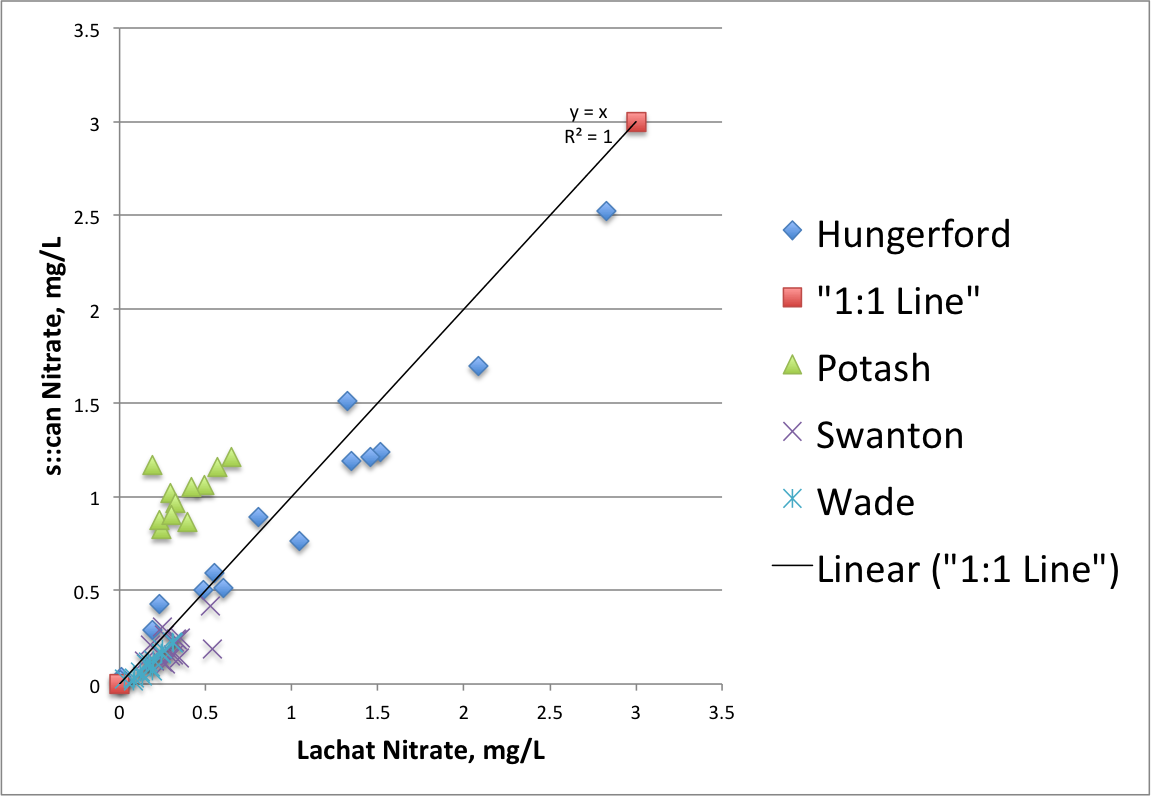 3.5
3
2.5
2
1.5
1
0.5
0
0 0.5 1 1.5 2 2.5 3 3.5
s::can Nitrate, mg/L
Lachat Nitrate, mg/L
y = x
R² = 1
Hungerford
"1:1 Line"
Potash
Swanton
Wade
Linear ("1:1 Line")